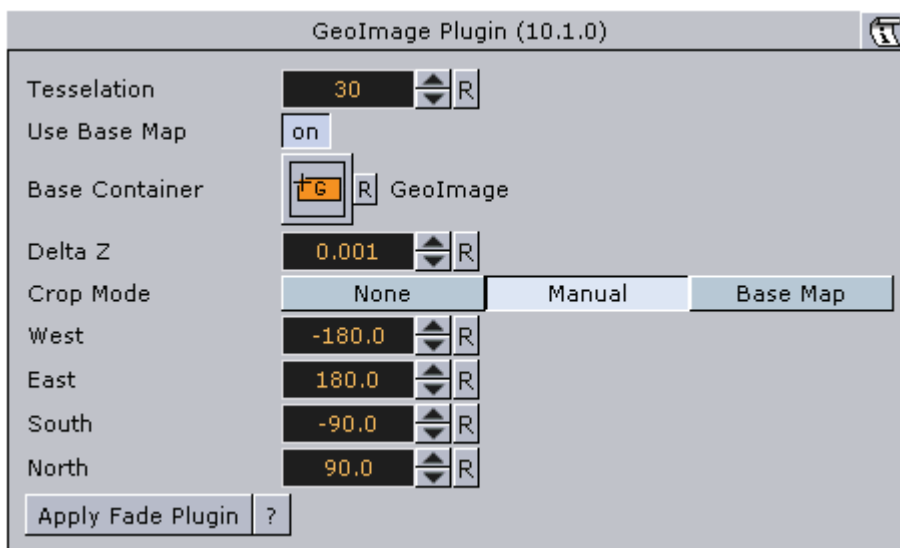 GeoImage Plugin (10.1.0)
Tesselation 30 R
Use Base Map on
Base Container G R GeoImage
Delta Z 0.001 R
Crop Mode None Manual Base Map
West -180.0 R
East 180.0 R
South -90.0 R
North 90.0 R
Apply Fade Plugin ?